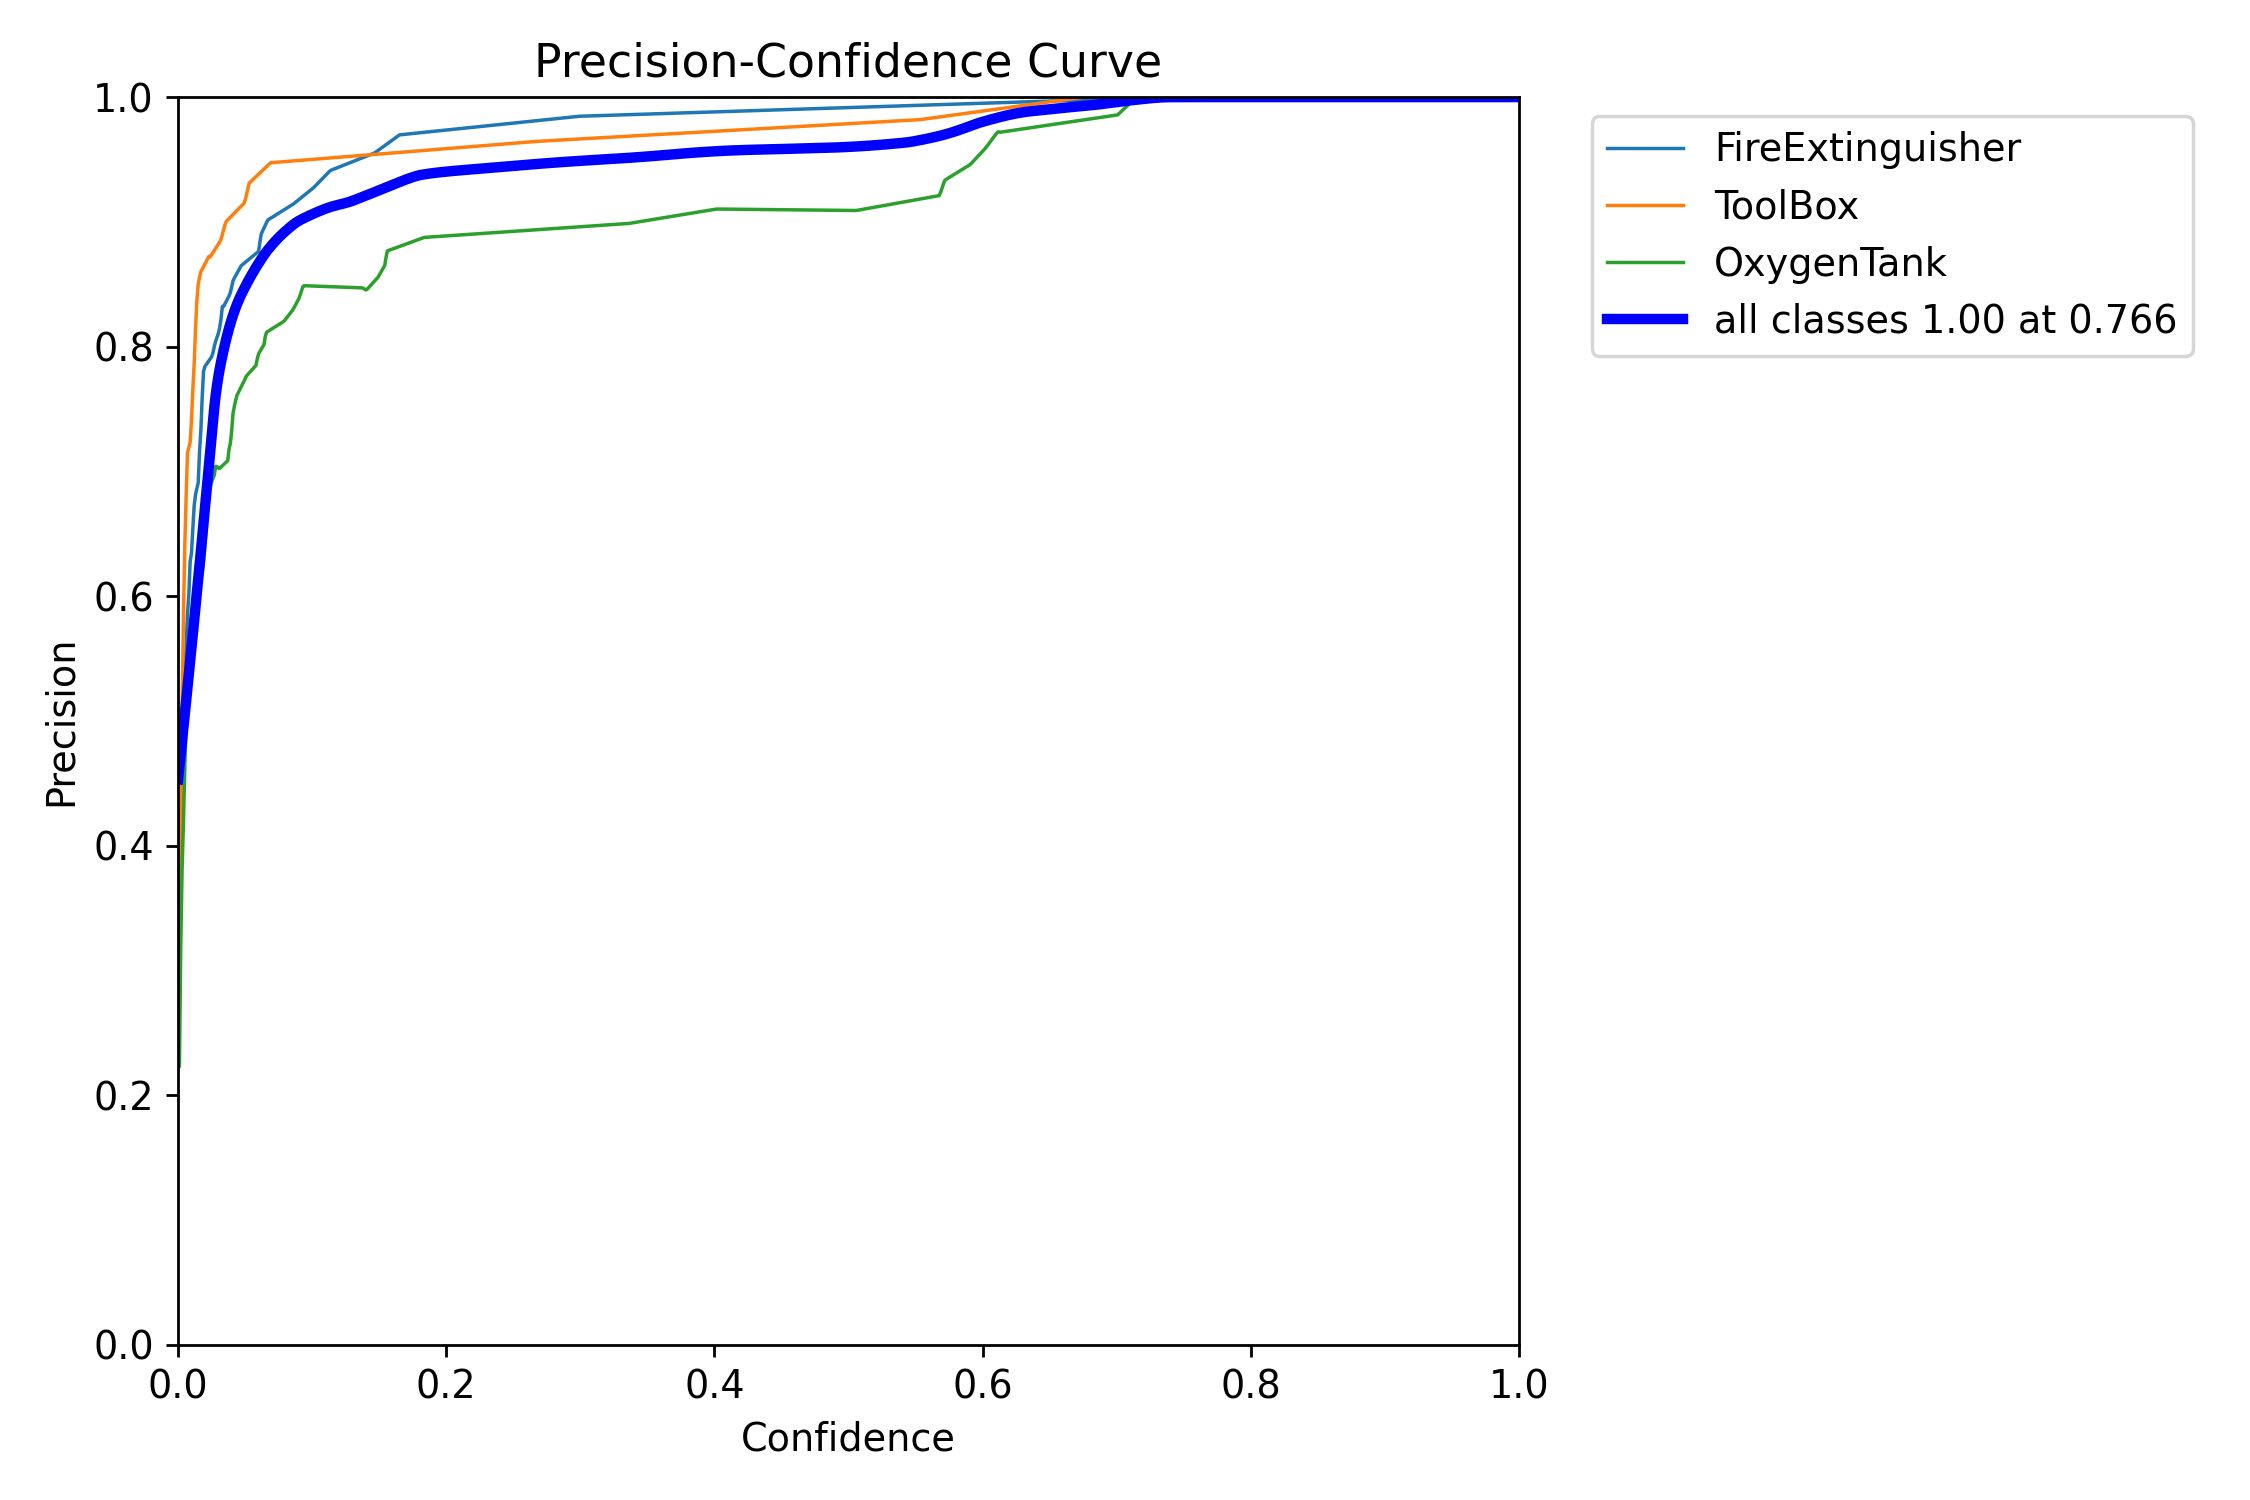 Precision-Confidence Curve
1.0
0.8
0.6
0.4
0.2
0.0
Precision
0.0 0.2 0.4 0.6 0.8 1.0
Confidence
FireExtinguisher
ToolBox
OxygenTank
all classes 1.00 at 0.766